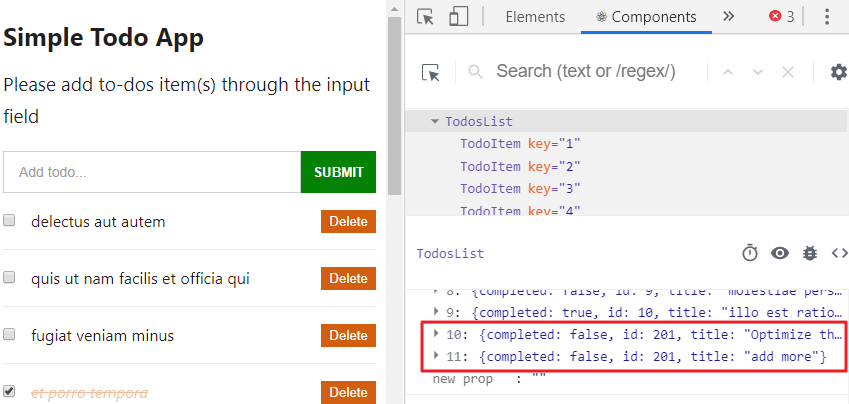 Simple Todo App
Please add to-dos item(s) through the input
field
Add todo...
SUBMIT
delectus aut autem
Delete
quis ut nam facilis et officia qui
Delete
fugiat veniam minus
Delete
et porro tempora
Delete
Elements
Components
3
Search (text or /regex/)
TodosList
TodoItem key="1"
TodoItem key="2"
TodoItem key="3"
TodoItem key="4"
TodosList
8: {completed: false, id: 9, title: "molestiae pers…
9: {completed: true, id: 10, title: "illo est ratio…
10: {completed: false, id: 201, title: "Optimize th…
11: {completed: false, id: 201, title: "add more"}
new prop : ""